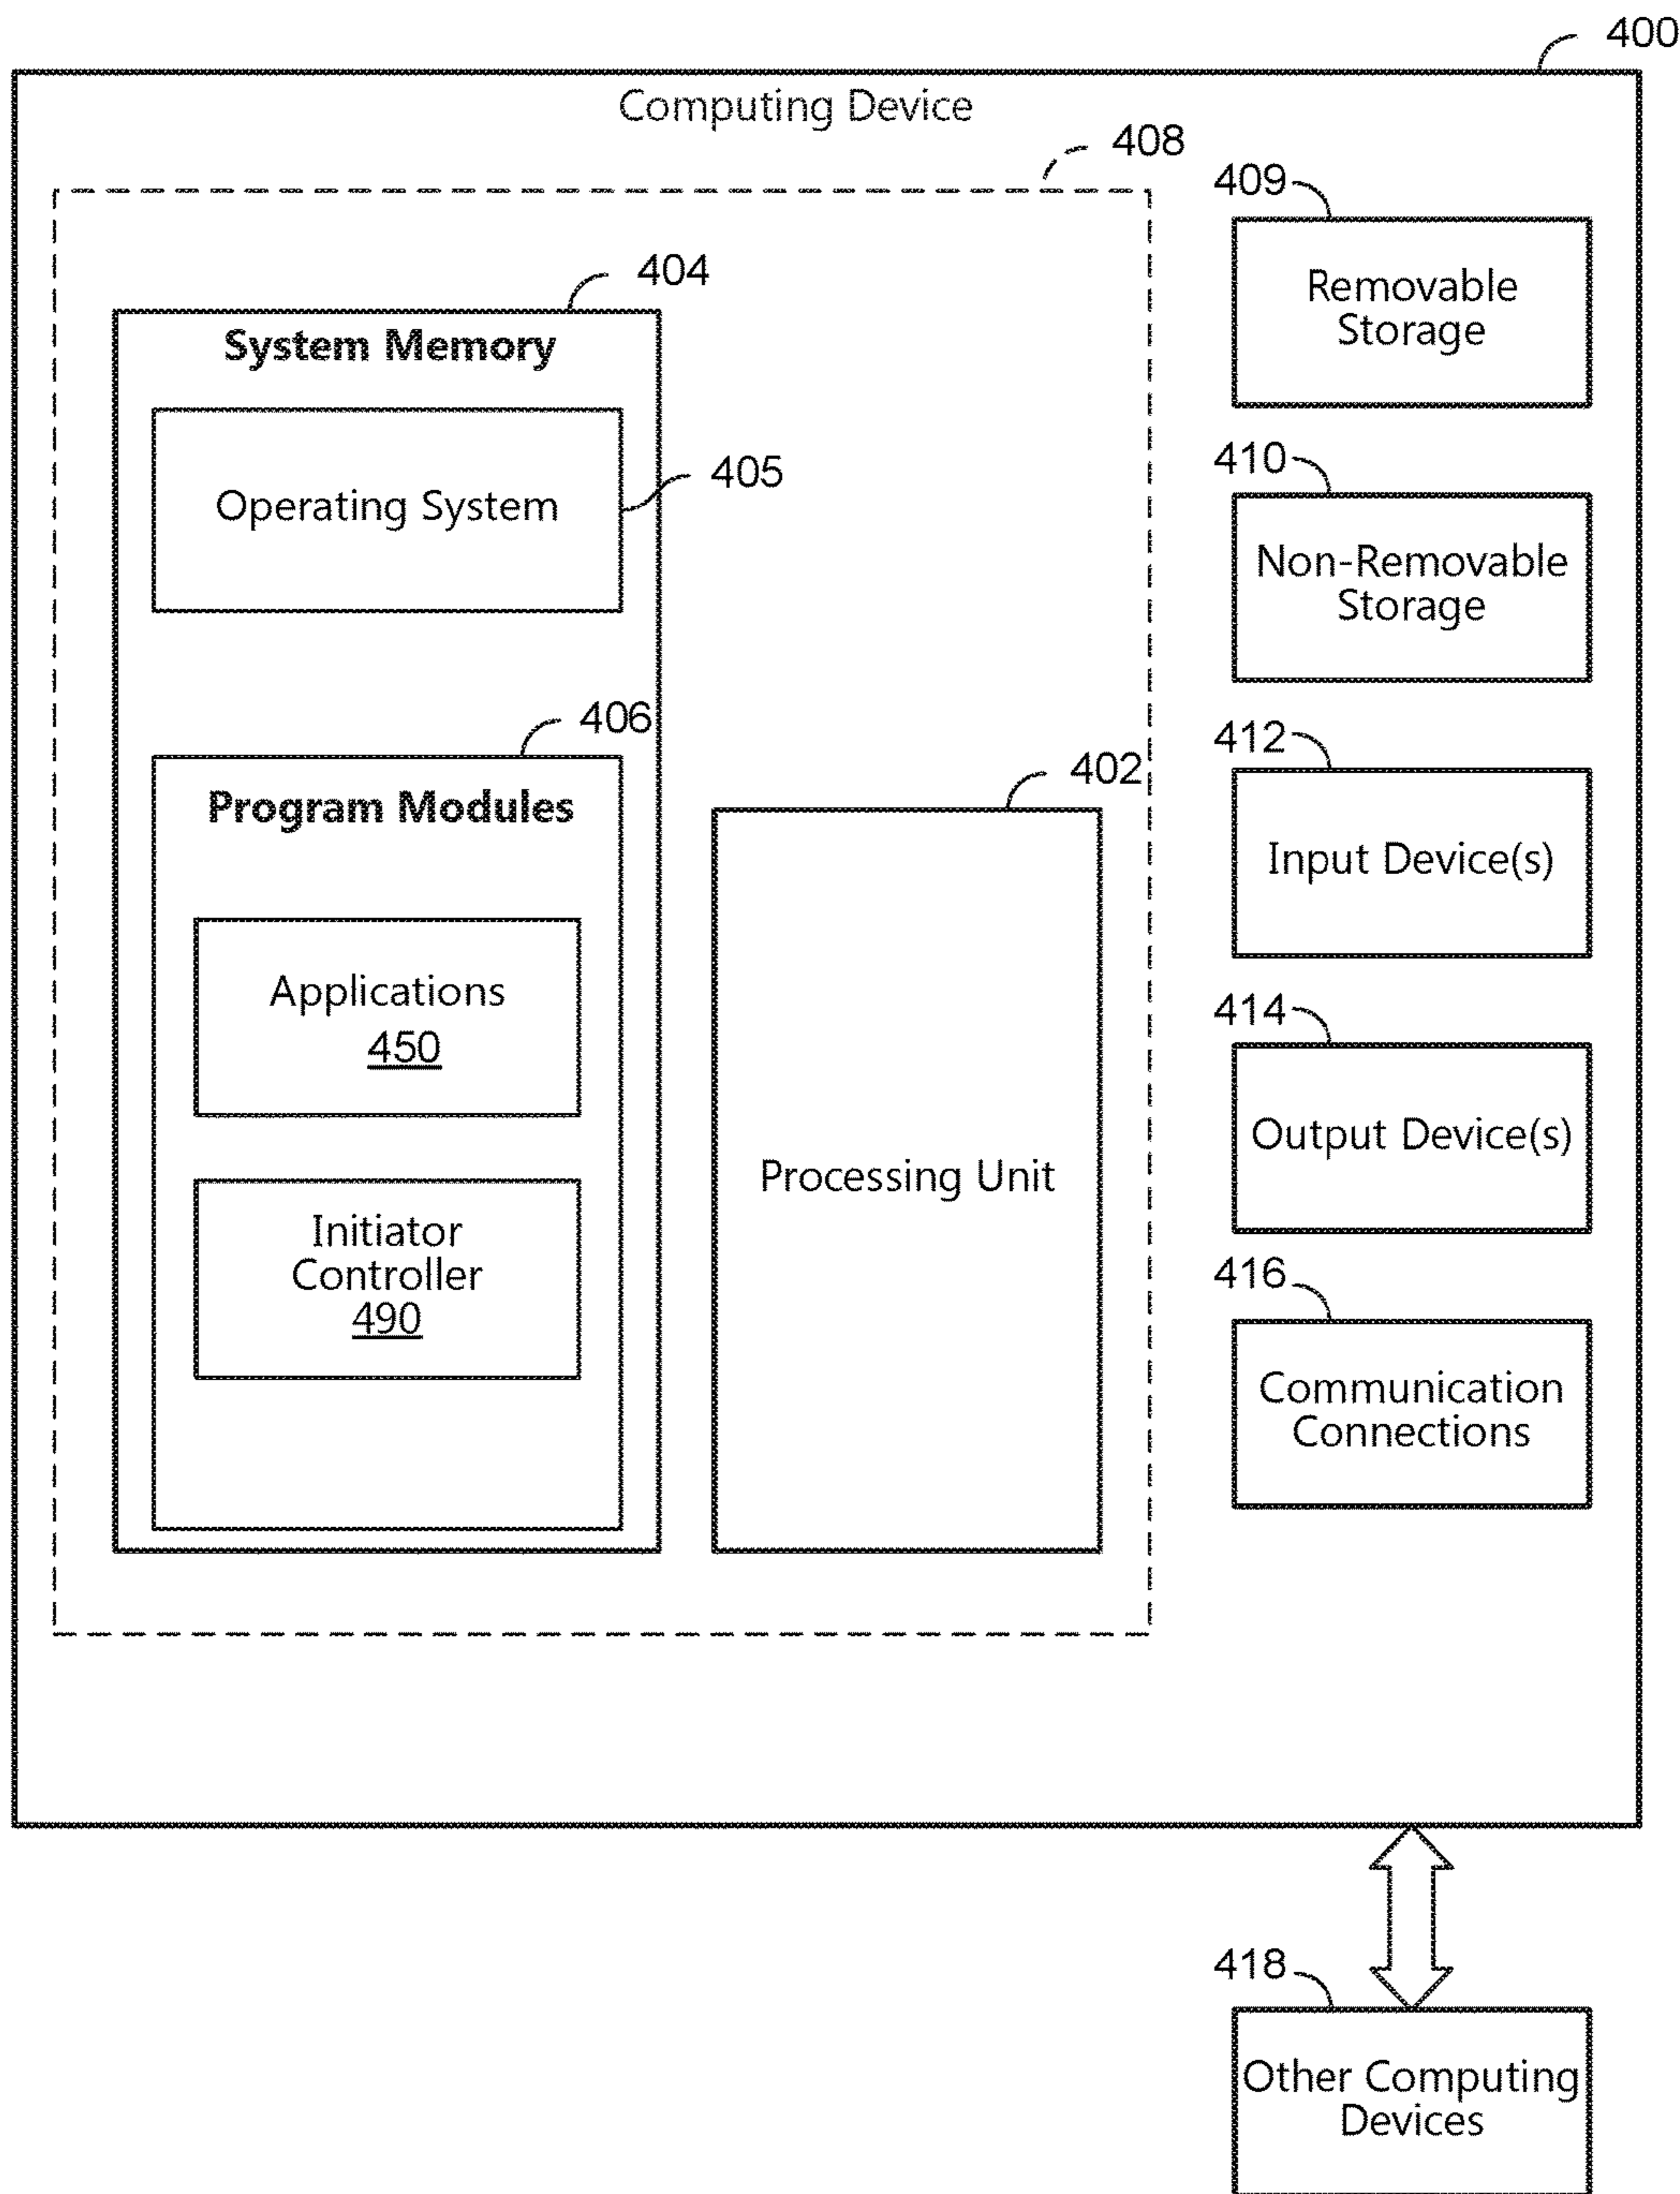 400
Computing Device
408
404
System Memory
Operating System
405
406
Program Modules
Applications
450
Initiator
Controller
490
402
Processing Unit
409
Removable
Storage
410
Non-Removable
Storage
412
Input Device(s)
414
Output Device(s)
416
Communication
Connections
418
Other Computing
Devices